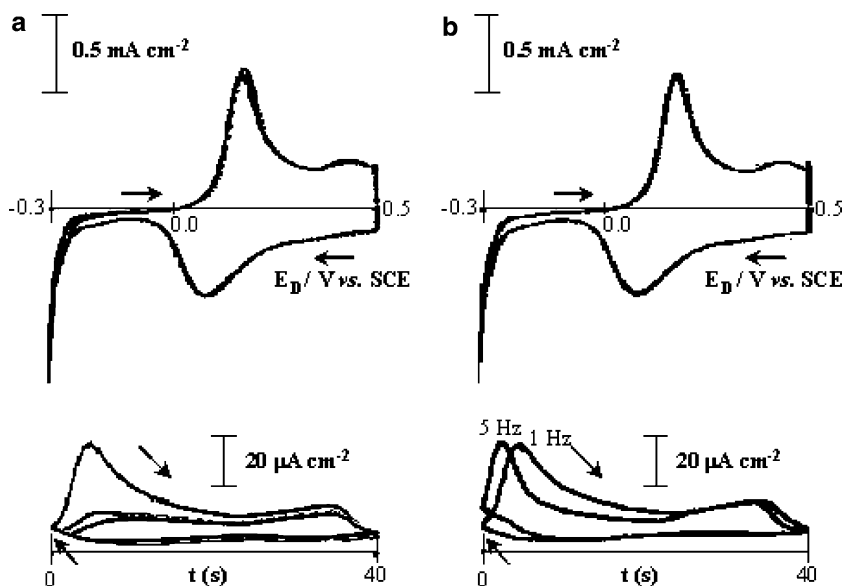 a
0.5 mA cm-2
-0.3
0.0
0.5
E_D / V vs. SCE
20 µA cm-2
0
t (s)
40
b
0.5 mA cm-2
-0.3
0.0
0.5
E_D / V vs. SCE
5 Hz
1 Hz
20 µA cm-2
0
t (s)
40